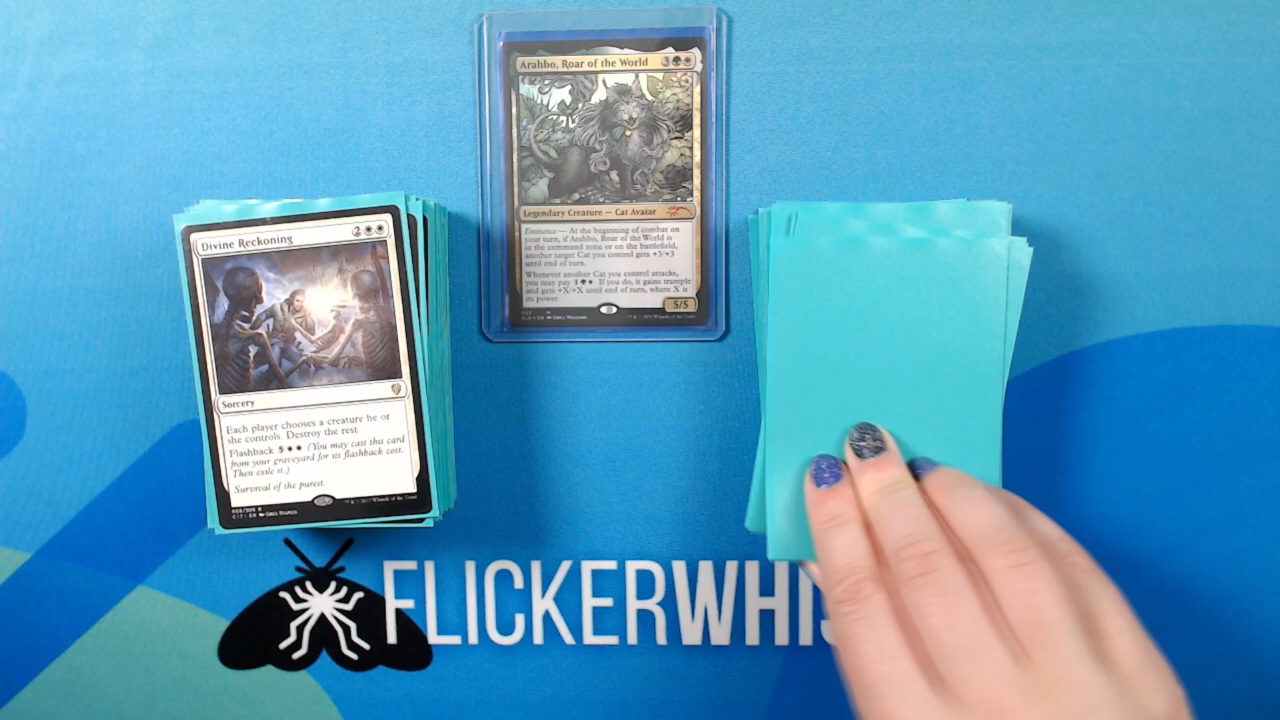 Arahbo, Roar of the World 3
Legendary Creature — Cat Avatar
Eminence — At the beginning of combat on
your turn, if Arahbo, Roar of the World is
in the command zone or on the battlefield,
another target Cat you control gets +3/+3
until end of turn.
Whenever another Cat you control attacks,
you may pay 1. If you do, it gains trample
and gets +X/+X until end of turn, where X is
its power
5/5
Divine Reckoning 2
Sorcery
Each player chooses a creature he or
she controls. Destroy the rest
Flashback 5 (You may cast this card
from your graveyard for its flashback cost.
Then exile it.)
Survival of the purest.
FLICKERWHI